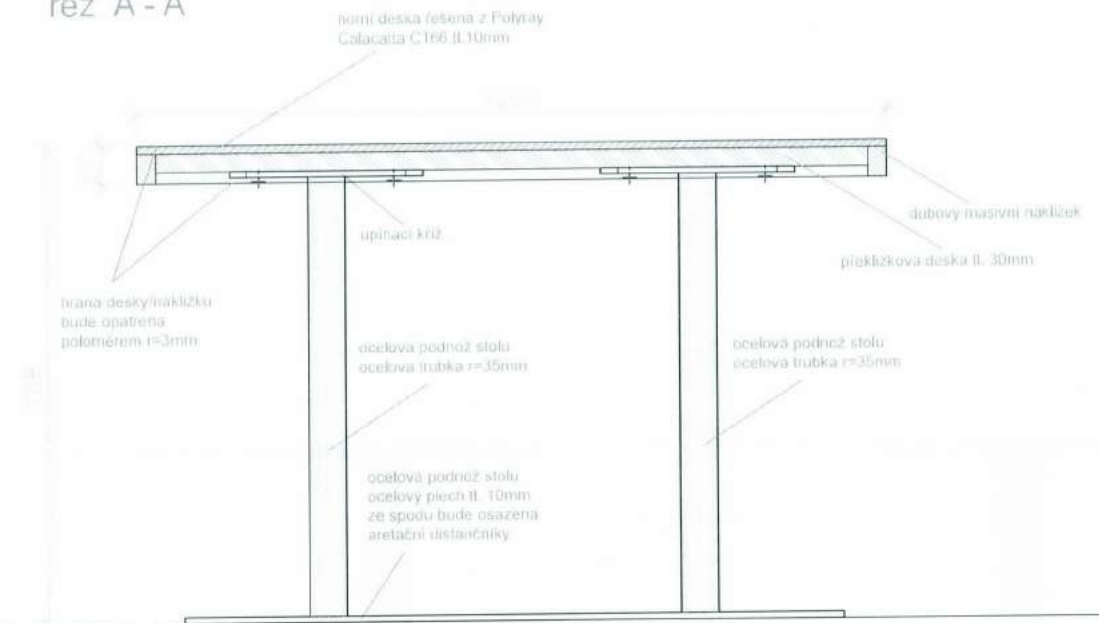 řez A - A
horní deska řešena z Polyray
Calacatta C166 tl.10mm
dubový masivní náklížek
upínací kříž
překližková deska tl. 30mm
hrana desky/náklížku
bude opatřena
poloměrem r=3mm
ocelová podnož stolu
ocelová trubka r=35mm
ocelová podnož stolu
ocelová trubka r=35mm
ocelová podnož stolu
ocelový plech tl. 10mm
ze spodu bude osazena
aretační distančníky